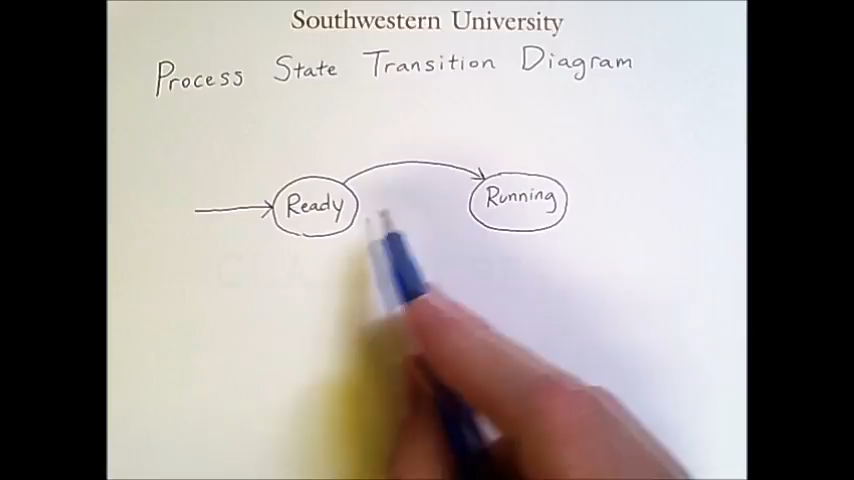 Southwestern University
Process State Transition Diagram
Ready
Running